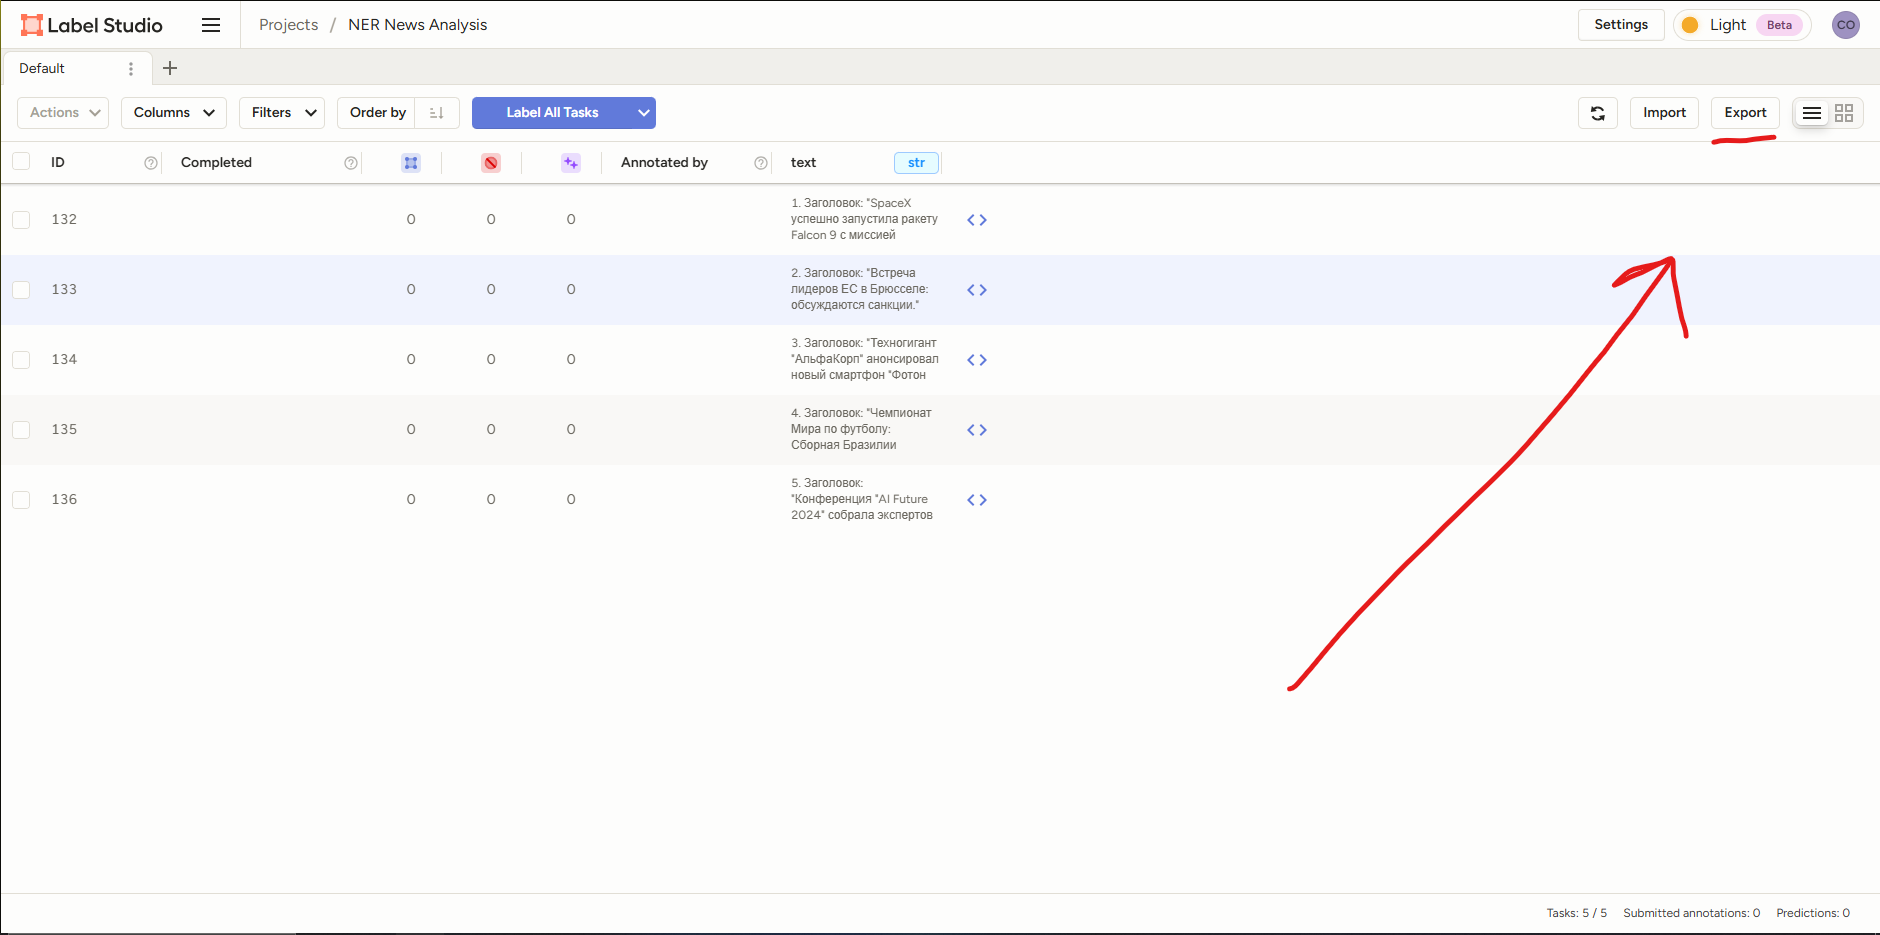 Label Studio
Projects / NER News Analysis
Settings
Light Beta
CO
Default
Actions
Columns
Filters
Order by
Label All Tasks
Import
Export
ID
Completed
Annotated by
text
str
132 0 0 0
1. Заголовок: "SpaceX
успешно запустила ракету
Falcon 9 с миссией
133 0 0 0
2. Заголовок: "Встреча
лидеров ЕС в Брюсселе:
обсуждаются санкции."
134 0 0 0
3. Заголовок: "Техногигант
"АльфаКорп" анонсировал
новый смартфон "Фотон
135 0 0 0
4. Заголовок: "Чемпионат
Мира по футболу:
Сборная Бразилии
136 0 0 0
5. Заголовок:
"Конференция "AI Future
2024" собрала экспертов
Tasks: 5 / 5 Submitted annotations: 0 Predictions: 0